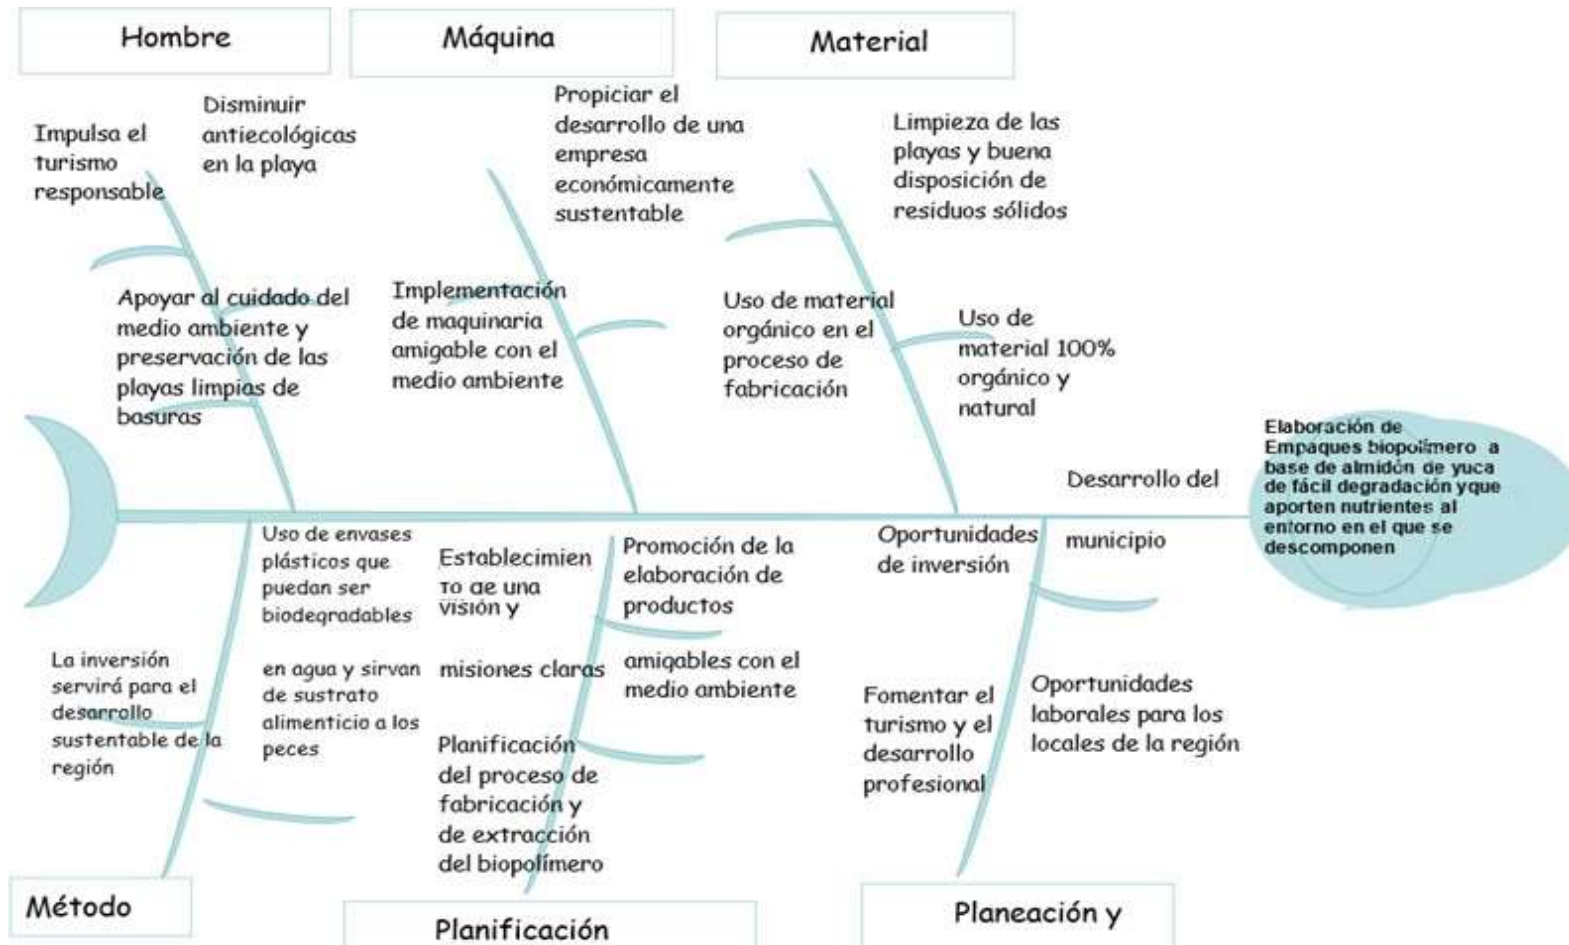 Hombre
Máquina
Material
Impulsa el
turismo
responsable
Disminuir
antiecológicas
en la playa
Propiciar el
desarrollo de una
empresa
económicamente
sustentable
Limpieza de las
playas y buena
disposición de
residuos sólidos
Apoyar al cuidado del
medio ambiente y
preservación de las
playas limpias de
basuras
Implementación
de maquinaria
amigable con el
medio ambiente
Uso de material
orgánico en el
proceso de
fabricación
Uso de
material 100%
orgánico y
natural
Elaboración de
Empaques biopolímero a
base de almidón de yuca
de fácil degradación yque
aporten nutrientes al
entorno en el que se
descomponen
Desarrollo del
municipio
La inversión
servirá para el
desarrollo
sustentable de la
región
Uso de envases
plásticos que
puedan ser
biodegradables
en agua y sirvan
de sustrato
alimenticio a los
peces
Establecimien
to de una
visión y
misiones claras
Planificación
del proceso de
fabricación y
de extracción
del biopolímero
Promoción de la
elaboración de
productos
amigables con el
medio ambiente
Oportunidades
de inversión
Fomentar el
turismo y el
desarrollo
profesional
Oportunidades
laborales para los
locales de la región
Método
Planificación
Planeación y